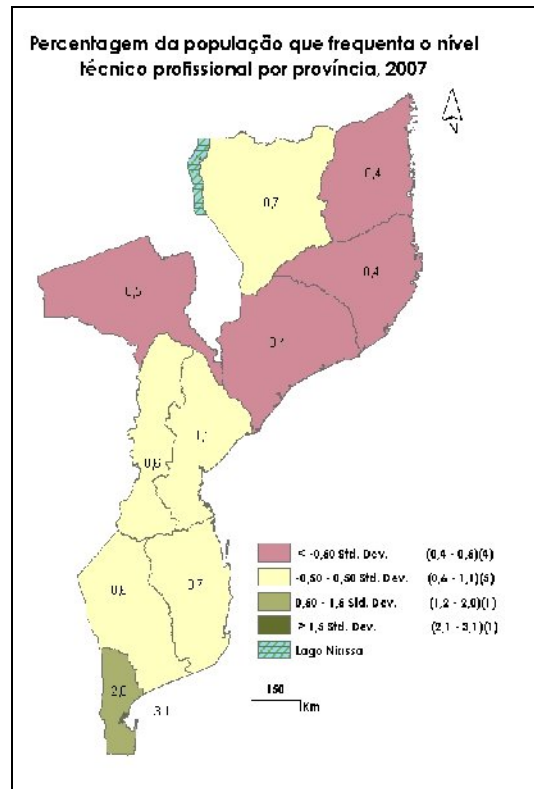 Percentagem da população que frequenta o nível
técnico profissional por província, 2007
0,4
0,7
0,4
0,5
1,1
0,6
0,7
2,0
3,1
< -0,50 Std. Dev. (0,4 - 0,5)(4)
-0,50 - 0,50 Std. Dev. (0,6 - 1,1)(5)
0,50 - 1,5 Std. Dev. (1,2 - 2,0)(1)
> 1,5 Std. Dev. (2,1 - 3,1)(1)
Lago Niassa
150
Km